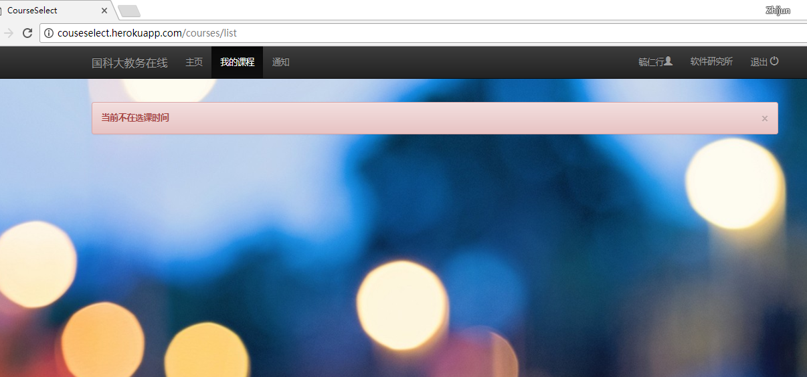 CourseSelect
Zhijun
couseselect.herokuapp.com/courses/list
国科大教务在线 主页 我的课程 通知 毓仁行 软件研究所 退出
当前不在选课时间 ×